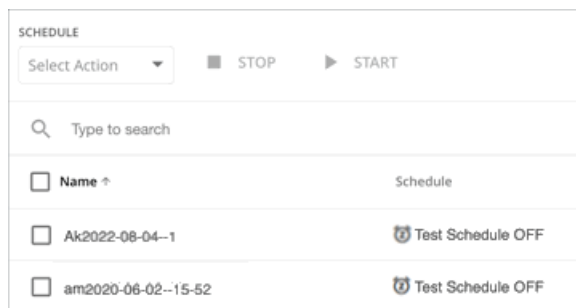 SCHEDULE
Select Action STOP START
Type to search
Name ↑ Schedule
Ak2022-08-04--1 Test Schedule OFF
am2020-06-02--15-52 Test Schedule OFF